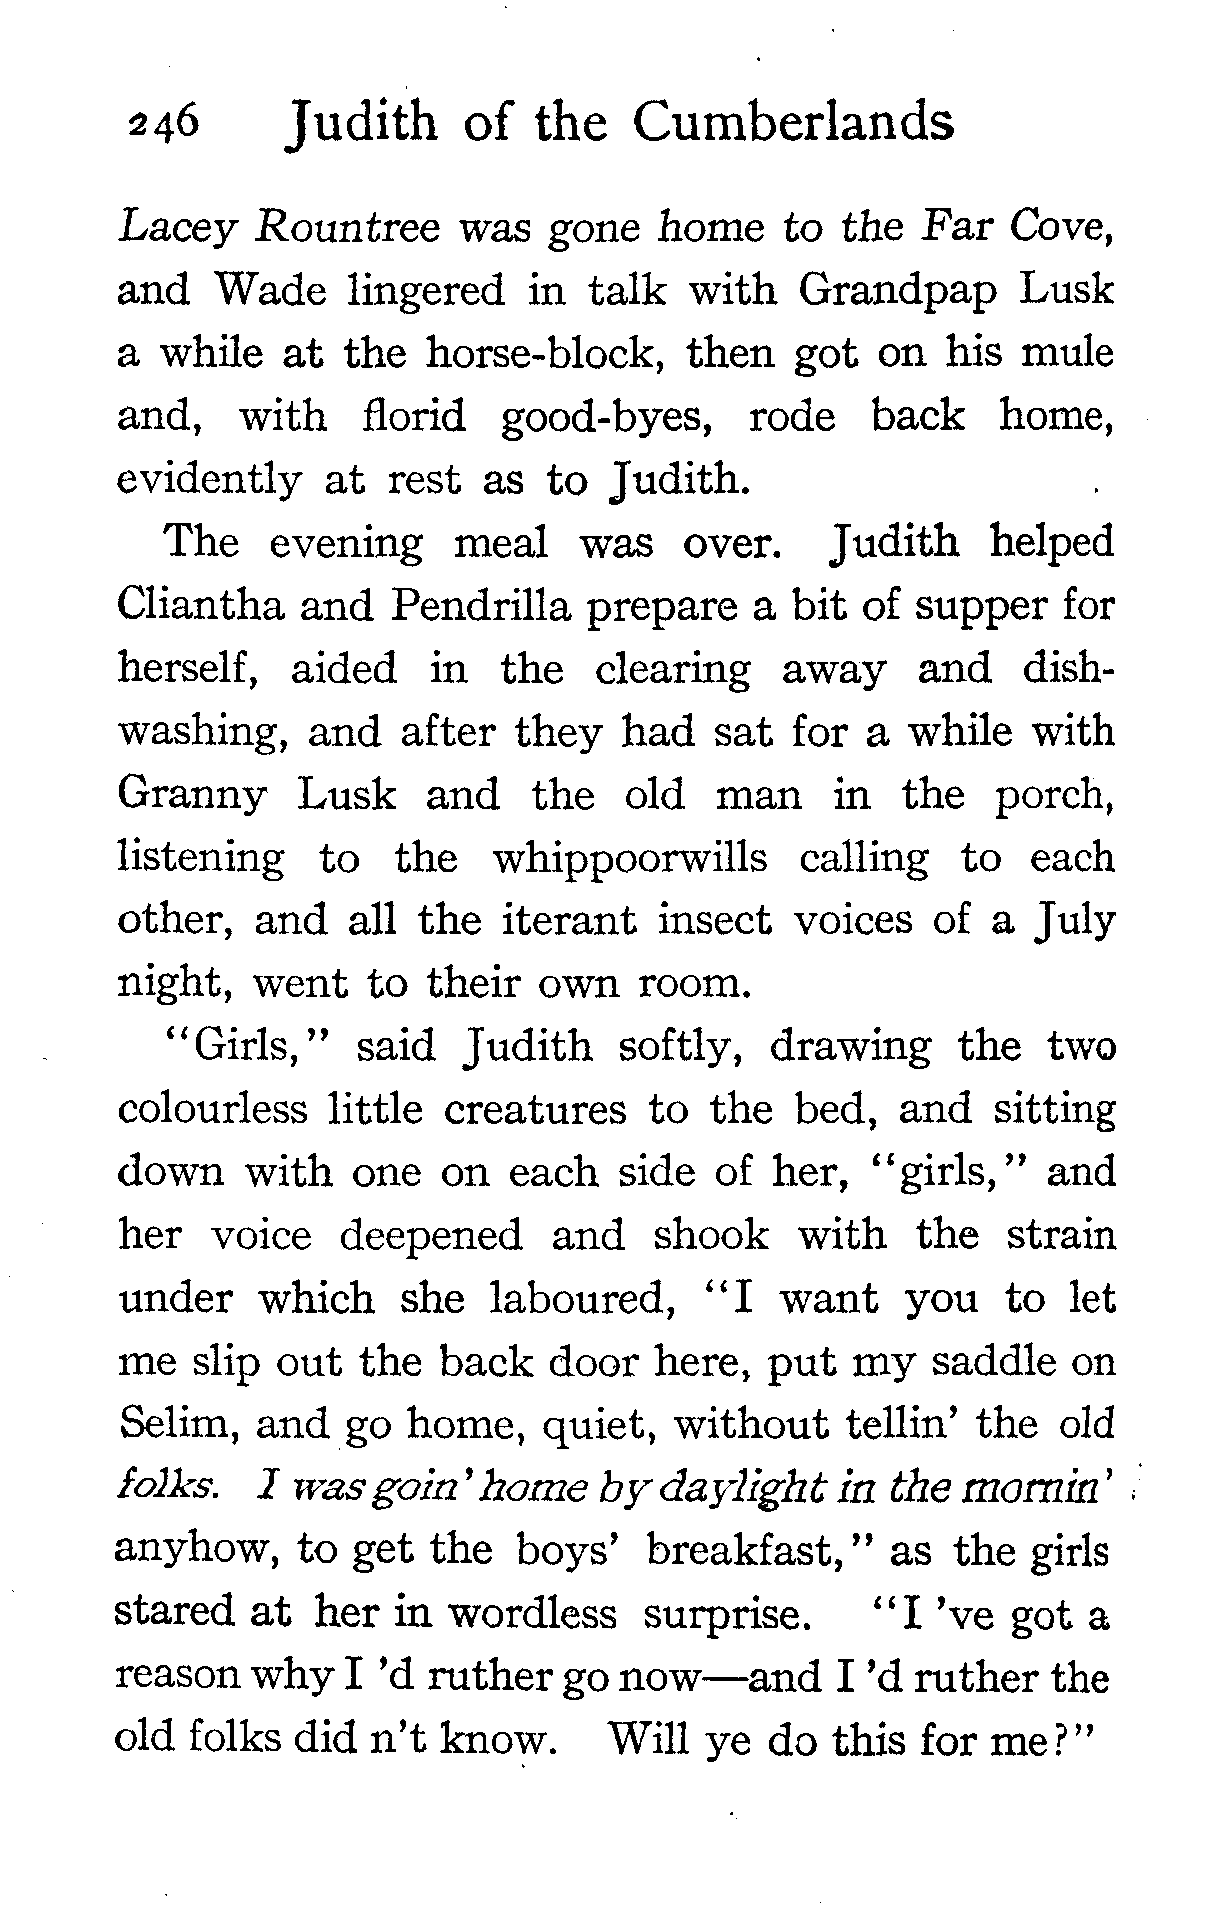 246 Judith of the Cumberlands
Lacey Rountree was gone home to the Far Cove,
and Wade lingered in talk with Grandpap Lusk
a while at the horse-block, then got on his mule
and, with florid good-byes, rode back home,
evidently at rest as to Judith.
The evening meal was over. Judith helped
Cliantha and Pendrilla prepare a bit of supper for
herself, aided in the clearing away and dish-
washing, and after they had sat for a while with
Granny Lusk and the old man in the porch,
listening to the whippoorwills calling to each
other, and all the iterant insect voices of a July
night, went to their own room.
"Girls," said Judith softly, drawing the two
colourless little creatures to the bed, and sitting
down with one on each side of her, "girls," and
her voice deepened and shook with the strain
under which she laboured, "I want you to let
me slip out the back door here, put my saddle on
Selim, and go home, quiet, without tellin' the old
folks. I was goin' home by daylight in the mornin'
anyhow, to get the boys' breakfast," as the girls
stared at her in wordless surprise. "I 've got a
reason why I 'd ruther go now—and I 'd ruther the
old folks did n't know. Will ye do this for me?"